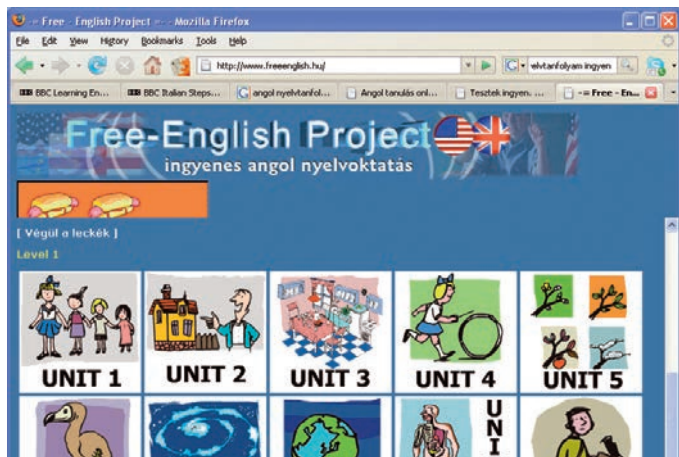 -= Free - English Project =- - Mozilla Firefox
File Edit View History Bookmarks Tools Help
http://www.freeenglish.hu/
elvtanfolyam ingyen
BBC Learning En...
BBC Italian Steps...
angol nyelvtanfol...
Angol tanulás onl...
Tesztek ingyen. ...
-= Free - En...
Free-English Project
ingyenes angol nyelvoktatás
[ Végül a leckék ]
Level 1
UNIT 1
UNIT 2
UNIT 3
UNIT 4
UNIT 5
UNI